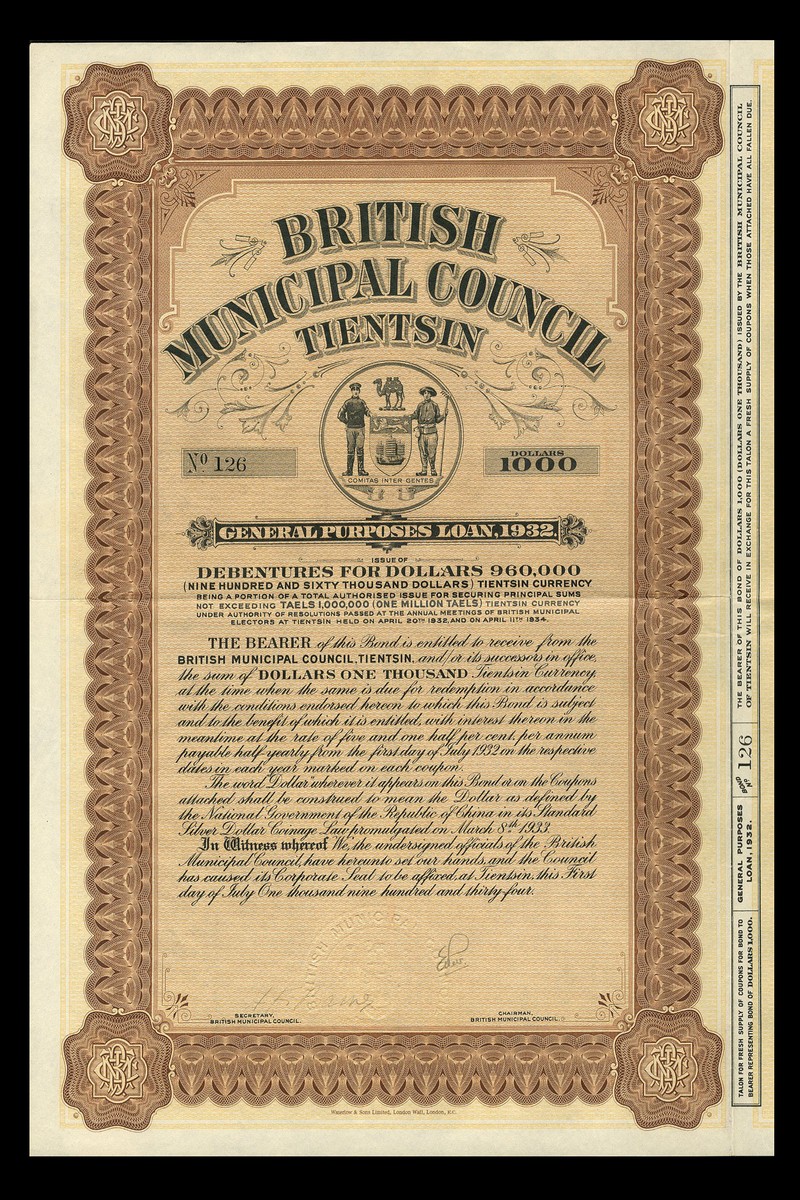 BRITISH
MUNICIPAL COUNCIL
TIENTSIN
Nº 126
DOLLARS
1000
COMITAS INTER GENTES
GENERAL PURPOSES LOAN, 1932.
ISSUE OF
DEBENTURES FOR DOLLARS 960,000
(NINE HUNDRED AND SIXTY THOUSAND DOLLARS) TIENTSIN CURRENCY
BEING A PORTION OF A TOTAL AUTHORISED ISSUE FOR SECURING PRINCIPAL SUMS
NOT EXCEEDING TAELS 1,000,000 (ONE MILLION TAELS) TIENTSIN CURRENCY
UNDER AUTHORITY OF RESOLUTIONS PASSED AT THE ANNUAL MEETINGS OF BRITISH MUNICIPAL
ELECTORS AT TIENTSIN HELD ON APRIL 20TH 1932, AND ON APRIL 11TH 1934.
THE BEARER of this Bond is entitled to receive from the
BRITISH MUNICIPAL COUNCIL, TIENTSIN, and/or its successors in office,
the sum of DOLLARS ONE THOUSAND Tientsin Currency,
at the time when the same is due for redemption in accordance
with the conditions endorsed hereon to which this Bond is subject
and to the benefit of which it is entitled, with interest thereon in the
meantime at the rate of five and one half per cent. per annum
payable half-yearly from the first day of July 1932 on the respective
dates in each year marked on each coupon.
The word "Dollar" wherever it appears on this Bond or on the Coupons
attached shall be construed to mean the Dollar as defined by
the National Government of the Republic of China in its Standard
Silver Dollar Coinage Law promulgated on March 8th 1933.
In Witness whereof We, the undersigned officials of the British
Municipal Council, have hereunto set our hands, and the Council
has caused its Corporate Seal to be affixed, at Tientsin, this First
day of July One thousand nine hundred and thirty-four.
SECRETARY,
BRITISH MUNICIPAL COUNCIL.
CHAIRMAN,
BRITISH MUNICIPAL COUNCIL.
Waterlow & Sons Limited, London Wall, London, E.C.
THE BEARER OF THIS BOND OF DOLLARS 1,000 (DOLLARS ONE THOUSAND) ISSUED BY THE BRITISH MUNICIPAL COUNCIL
OF TIENTSIN WILL RECEIVE IN EXCHANGE FOR THIS TALON A FRESH SUPPLY OF COUPONS WHEN THOSE ATTACHED HAVE ALL FALLEN DUE.
BOND Nº 126
GENERAL PURPOSES
LOAN, 1932.
TALON FOR FRESH SUPPLY OF COUPONS FOR BOND TO
BEARER REPRESENTING BOND OF DOLLARS 1,000.